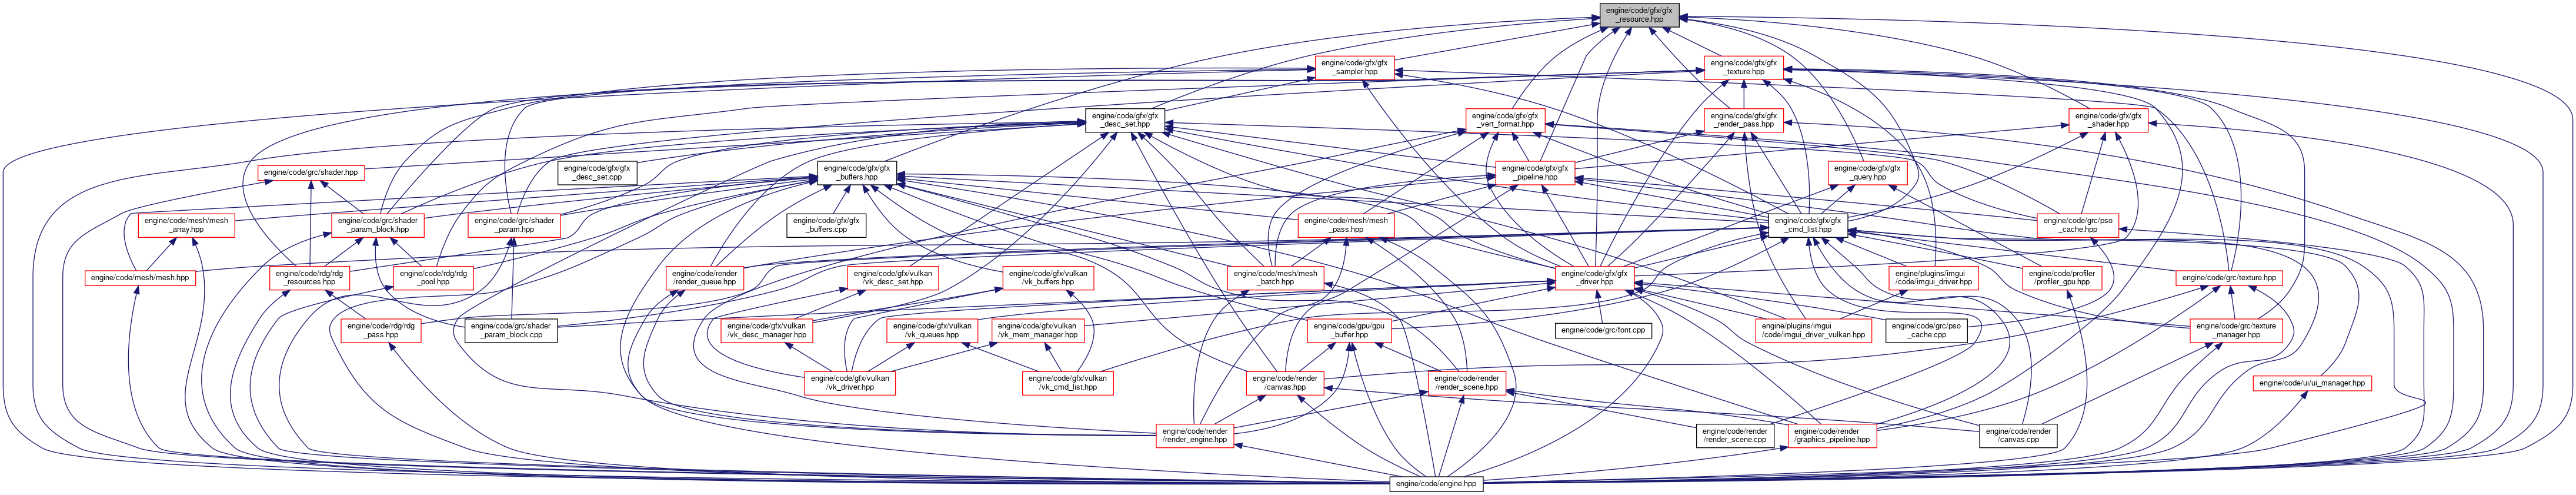 engine/code/gfx/gfx
_resource.hpp
engine/code/gfx/gfx
_sampler.hpp
engine/code/gfx/gfx
_texture.hpp
engine/code/gfx/gfx
_desc_set.hpp
engine/code/gfx/gfx
_vert_format.hpp
engine/code/gfx/gfx
_render_pass.hpp
engine/code/gfx/gfx
_shader.hpp
engine/code/grc/shader.hpp
engine/code/gfx/gfx
_desc_set.cpp
engine/code/gfx/gfx
_buffers.hpp
engine/code/gfx/gfx
_pipeline.hpp
engine/code/gfx/gfx
_query.hpp
engine/code/mesh/mesh
_array.hpp
engine/code/grc/shader
_param_block.hpp
engine/code/grc/shader
_param.hpp
engine/code/gfx/gfx
_buffers.cpp
engine/code/mesh/mesh
_pass.hpp
engine/code/gfx/gfx
_cmd_list.hpp
engine/code/grc/pso
_cache.hpp
engine/code/mesh/mesh.hpp
engine/code/rdg/rdg
_resources.hpp
engine/code/rdg/rdg
_pool.hpp
engine/code/render
/render_queue.hpp
engine/code/gfx/vulkan
/vk_desc_set.hpp
engine/code/gfx/vulkan
/vk_buffers.hpp
engine/code/mesh/mesh
_batch.hpp
engine/code/gfx/gfx
_driver.hpp
engine/plugins/imgui
/code/imgui_driver.hpp
engine/code/profiler
/profiler_gpu.hpp
engine/code/grc/texture.hpp
engine/code/rdg/rdg
_pass.hpp
engine/code/grc/shader
_param_block.cpp
engine/code/gfx/vulkan
/vk_desc_manager.hpp
engine/code/gfx/vulkan
/vk_queues.hpp
engine/code/gfx/vulkan
/vk_mem_manager.hpp
engine/code/gpu/gpu
_buffer.hpp
engine/code/grc/font.cpp
engine/plugins/imgui
/code/imgui_driver_vulkan.hpp
engine/code/grc/pso
_cache.cpp
engine/code/grc/texture
_manager.hpp
engine/code/gfx/vulkan
/vk_driver.hpp
engine/code/gfx/vulkan
/vk_cmd_list.hpp
engine/code/render
/canvas.hpp
engine/code/render
/render_scene.hpp
engine/code/ui/ui_manager.hpp
engine/code/render
/render_engine.hpp
engine/code/render
/render_scene.cpp
engine/code/render
/graphics_pipeline.hpp
engine/code/render
/canvas.cpp
engine/code/engine.hpp